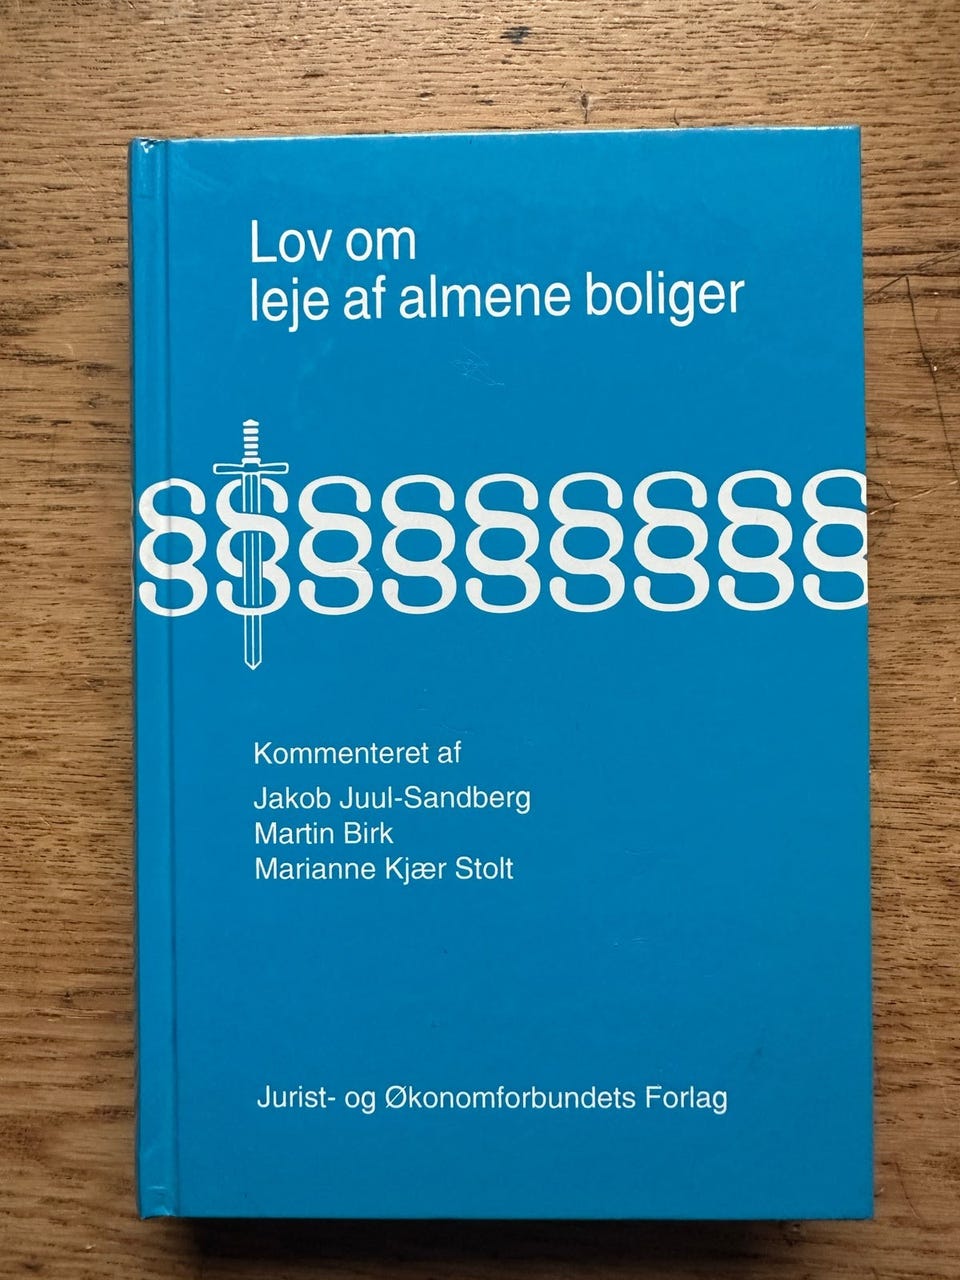 Lov om
leje af almene boliger
§§§§§§§§§
Kommenteret af
Jakob Juul-Sandberg
Martin Birk
Marianne Kjær Stolt
Jurist- og Økonomforbundets Forlag